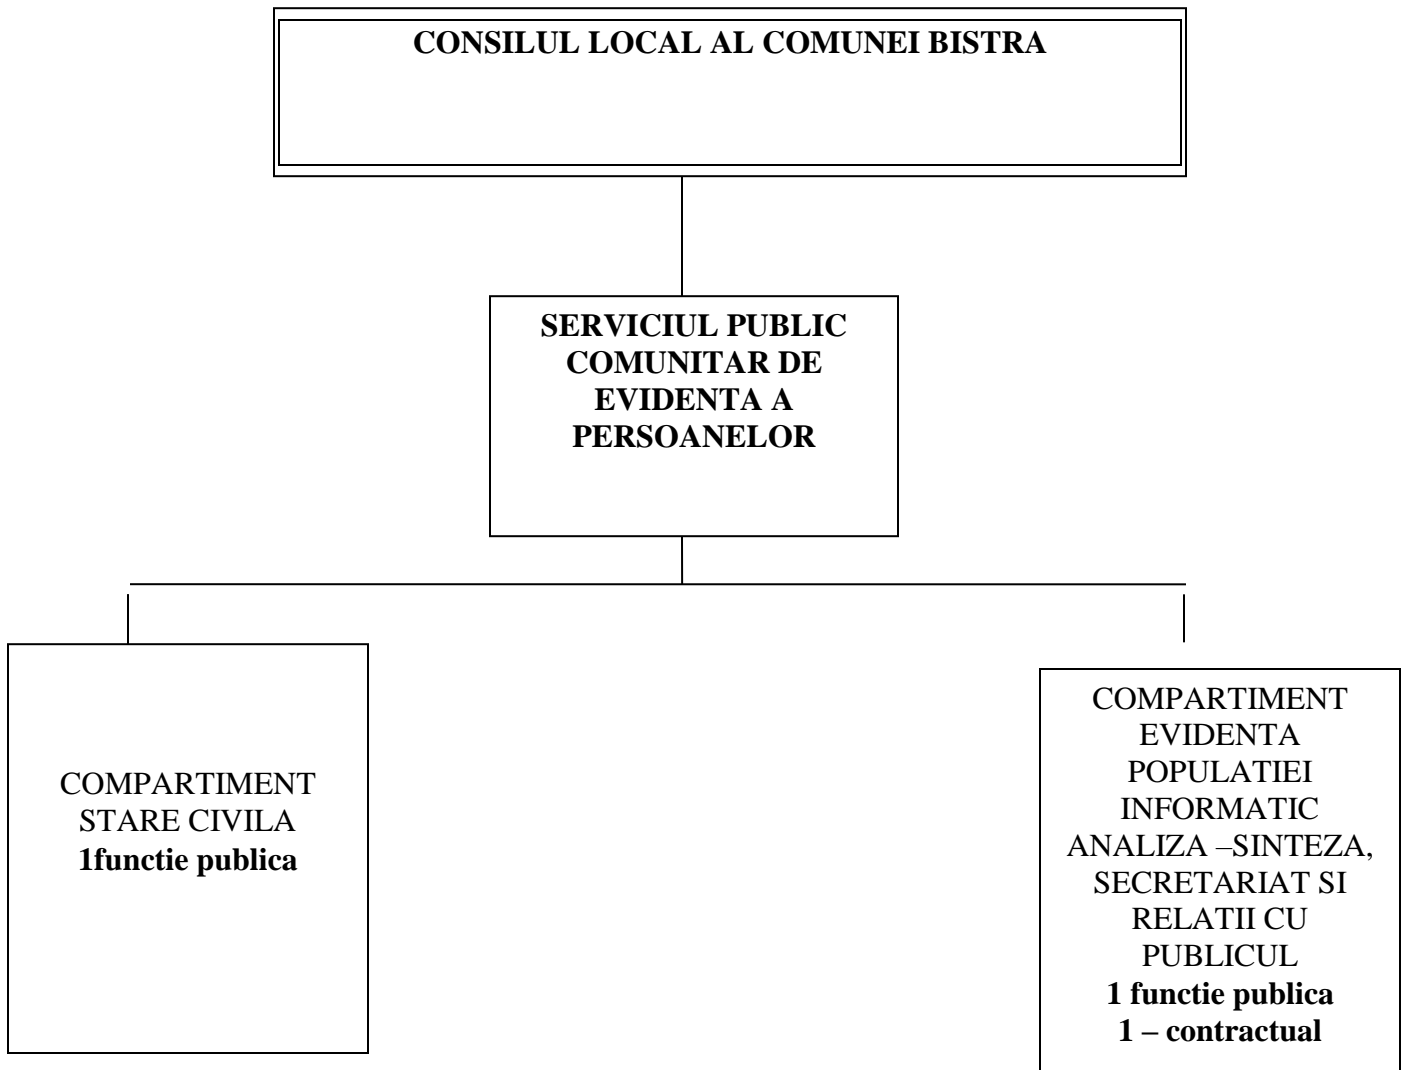 CONSILUL LOCAL AL COMUNEI BISTRA
SERVICIUL PUBLIC
COMUNITAR DE
EVIDENTA A
PERSOANELOR
COMPARTIMENT
STARE CIVILA
1functie publica
COMPARTIMENT
EVIDENTA
POPULATIEI
INFORMATIC
ANALIZA –SINTEZA,
SECRETARIAT SI
RELATII CU
PUBLICUL
1 functie publica
1 – contractual